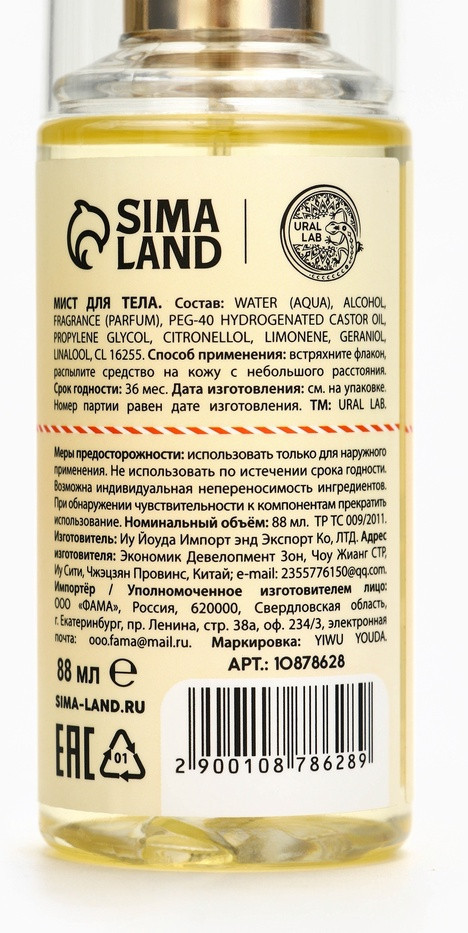 SIMA
LAND
URAL
LAB
МИСТ ДЛЯ ТЕЛА. Состав: WATER (AQUA), ALCOHOL,
FRAGRANCE (PARFUM), PEG-40 HYDROGENATED CASTOR OIL,
PROPYLENE GLYCOL, CITRONELLOL, LIMONENE, GERANIOL,
LINALOOL, CL 16255. Способ применения: встряхните флакон,
распылите средство на кожу с небольшого расстояния.
Срок годности: 36 мес. Дата изготовления: см. на упаковке.
Номер партии равен дате изготовления. ТМ: URAL LAB.
Меры предосторожности: использовать только для наружного
применения. Не использовать по истечении срока годности.
Возможна индивидуальная непереносимость ингредиентов.
При обнаружении чувствительности к компонентам прекратить
использование. Номинальный объём: 88 мл. ТР ТС 009/2011.
Изготовитель: Иу Йоуда Импорт энд Экспорт Ко, ЛТД. Адрес
изготовителя: Экономик Девелопмент Зон, Чоу Жианг СТР,
Иу Сити, Чжэцзян Провинс, Китай; e-mail: 2355776150@qq.com.
Импортёр / Уполномоченное изготовителем лицо:
ООО «ФАМА», Россия, 620000, Свердловская область,
г. Екатеринбург, пр. Ленина, стр. 38а, оф. 234/3, электронная
почта: ooo.fama@mail.ru. Маркировка: YIWU YOUDA.
88 мл e
АРТ.: 10878628
SIMA-LAND.RU
EAC 01
2 900108 786289